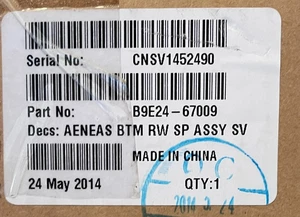 Serial No: CNSV1452490
Part No: B9E24-67009
Decs: AENEAS BTM RW SP ASSY SV
MADE IN CHINA
24 May 2014 QTY:1